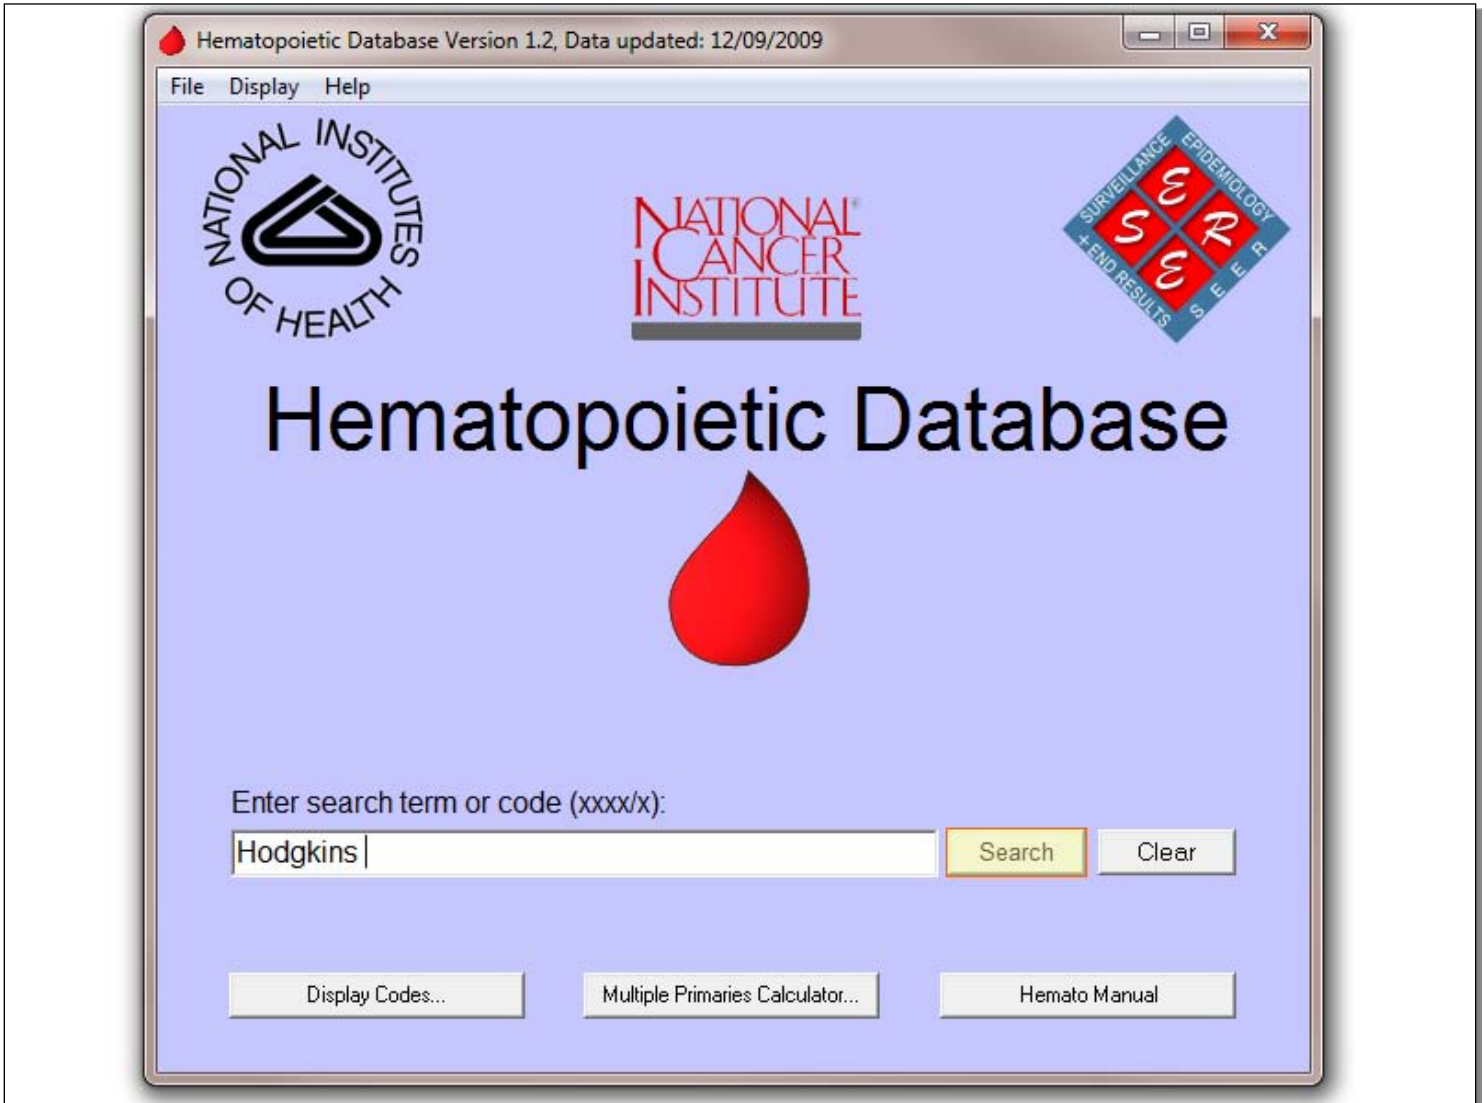 Hematopoietic Database Version 1.2, Data updated: 12/09/2009
File Display Help
NATIONAL INSTITUTES
OF HEALTH
NATIONAL
CANCER
INSTITUTE
SURVEILLANCE
EPIDEMIOLOGY
+ END RESULTS
SEER
S E E R
Hematopoietic Database
Enter search term or code (xxxx/x):
Hodgkins
Search
Clear
Display Codes...
Multiple Primaries Calculator...
Hemato Manual